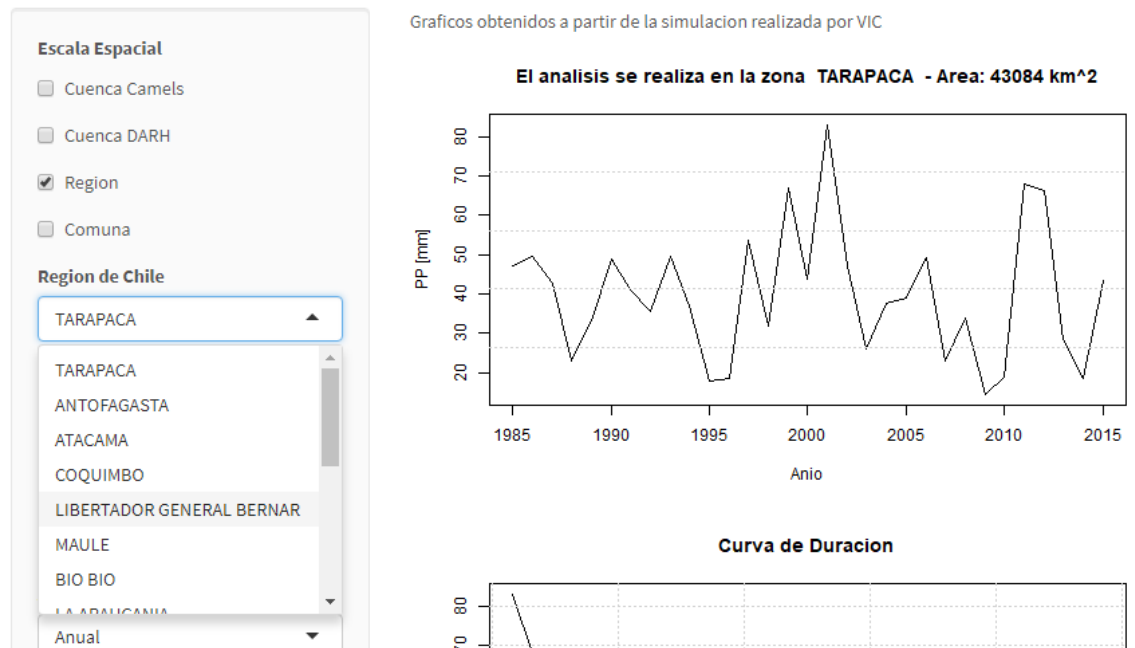 Escala Espacial
Cuenca Camels
Cuenca DARH
Region
Comuna
Region de Chile
TARAPACA
TARAPACA
ANTOFAGASTA
ATACAMA
COQUIMBO
LIBERTADOR GENERAL BERNAR
MAULE
BIO BIO
LA ARAUCANIA
Anual
Graficos obtenidos a partir de la simulacion realizada por VIC
El analisis se realiza en la zona TARAPACA - Area: 43084 km^2
PP [mm]
80
70
60
50
40
30
20
1985 1990 1995 2000 2005 2010 2015
Anio
Curva de Duracion
80
70